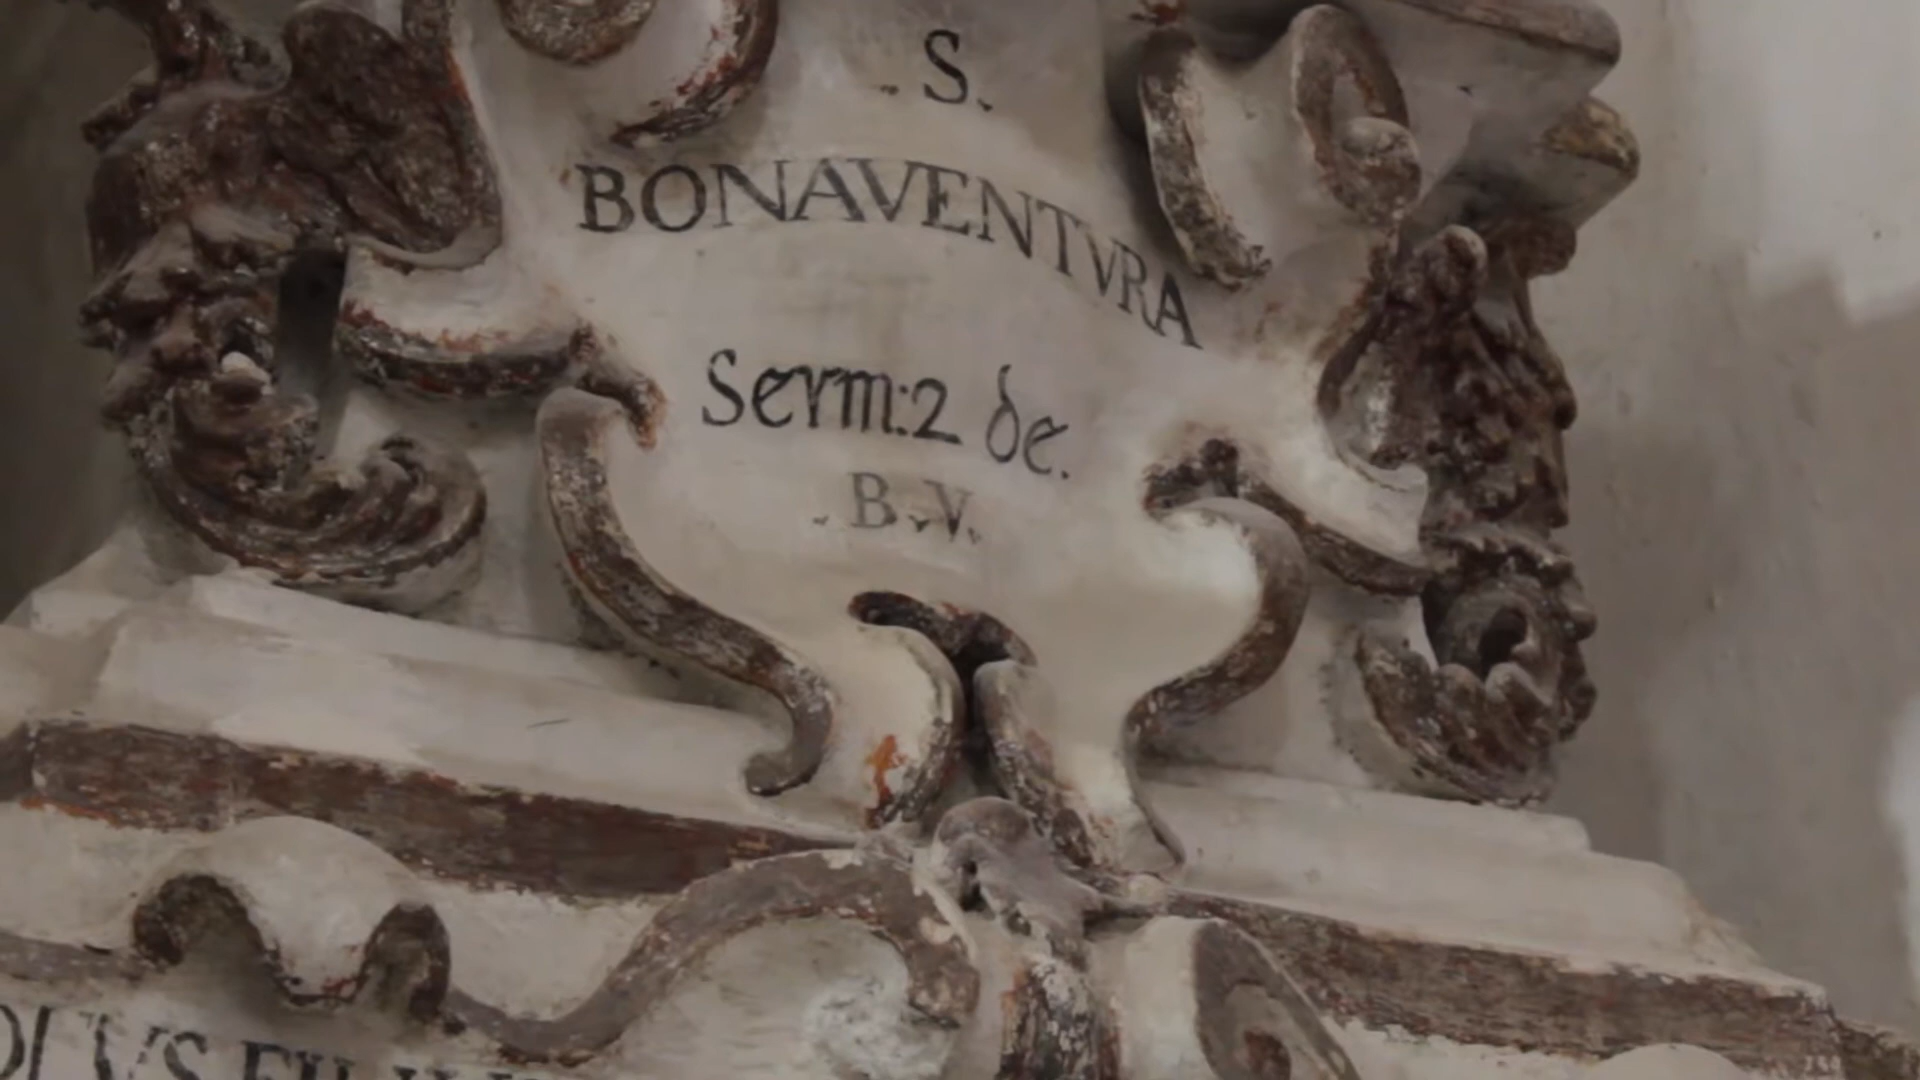 . S.
BONAVENTVRA
Serm:2 de.
. B. V.